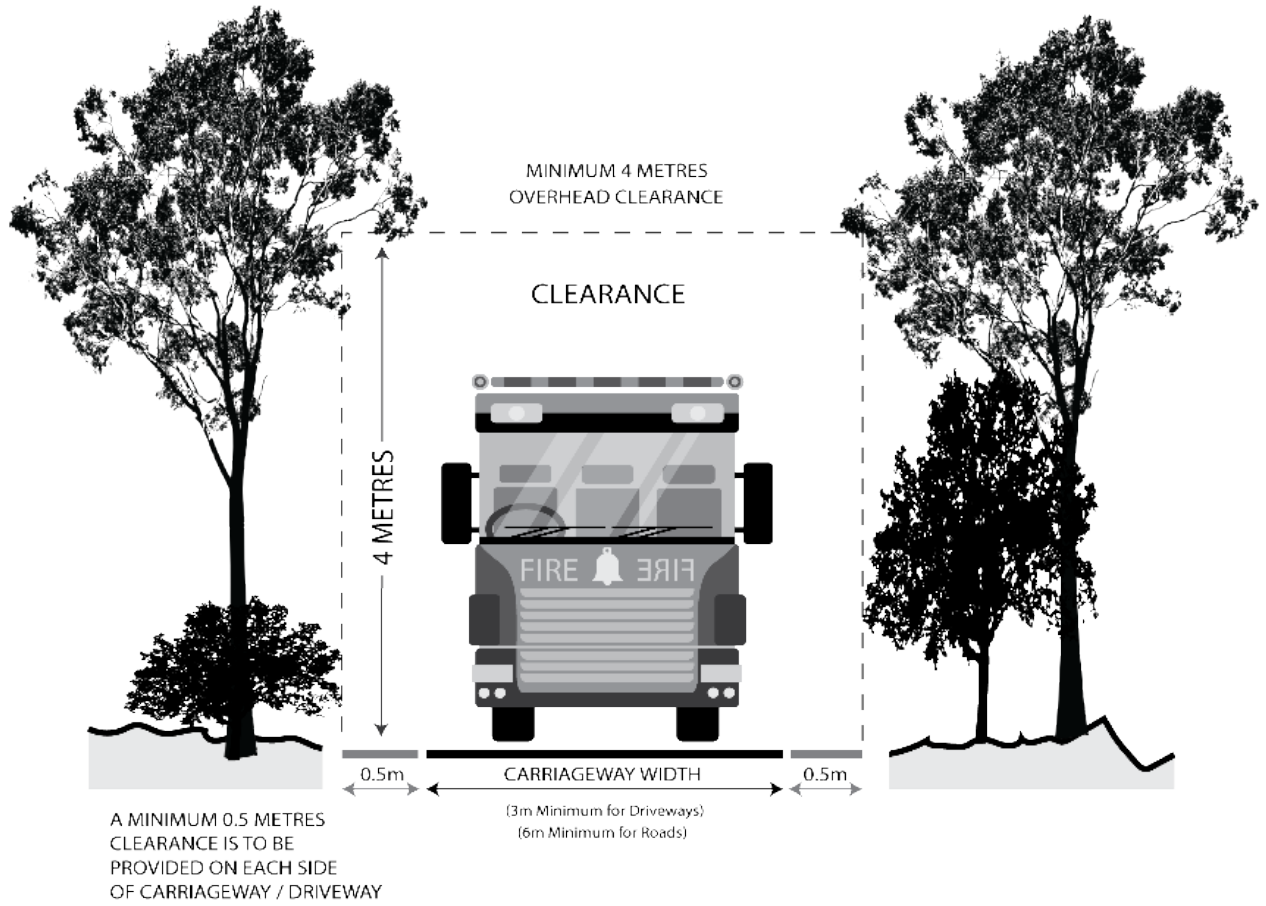 MINIMUM 4 METRES
OVERHEAD CLEARANCE
CLEARANCE
4 METRES
FIRE FIRE
0.5m CARRIAGEWAY WIDTH 0.5m
(3m Minimum for Driveways)
(6m Minimum for Roads)
A MINIMUM 0.5 METRES
CLEARANCE IS TO BE
PROVIDED ON EACH SIDE
OF CARRIAGEWAY / DRIVEWAY